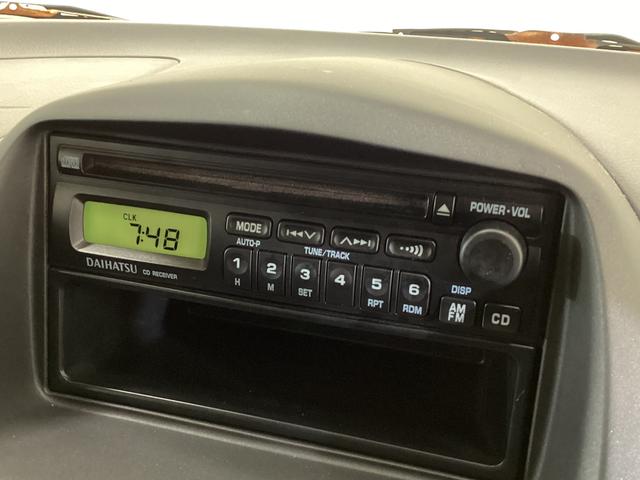 POWER・VOL
CLK
7:48
MODE
AUTO-P
TUNE/TRACK
DAIHATSU CD RECEIVER
1 2 3 4 5 6
H M SET RPT RDM
DISP
AM
FM
CD